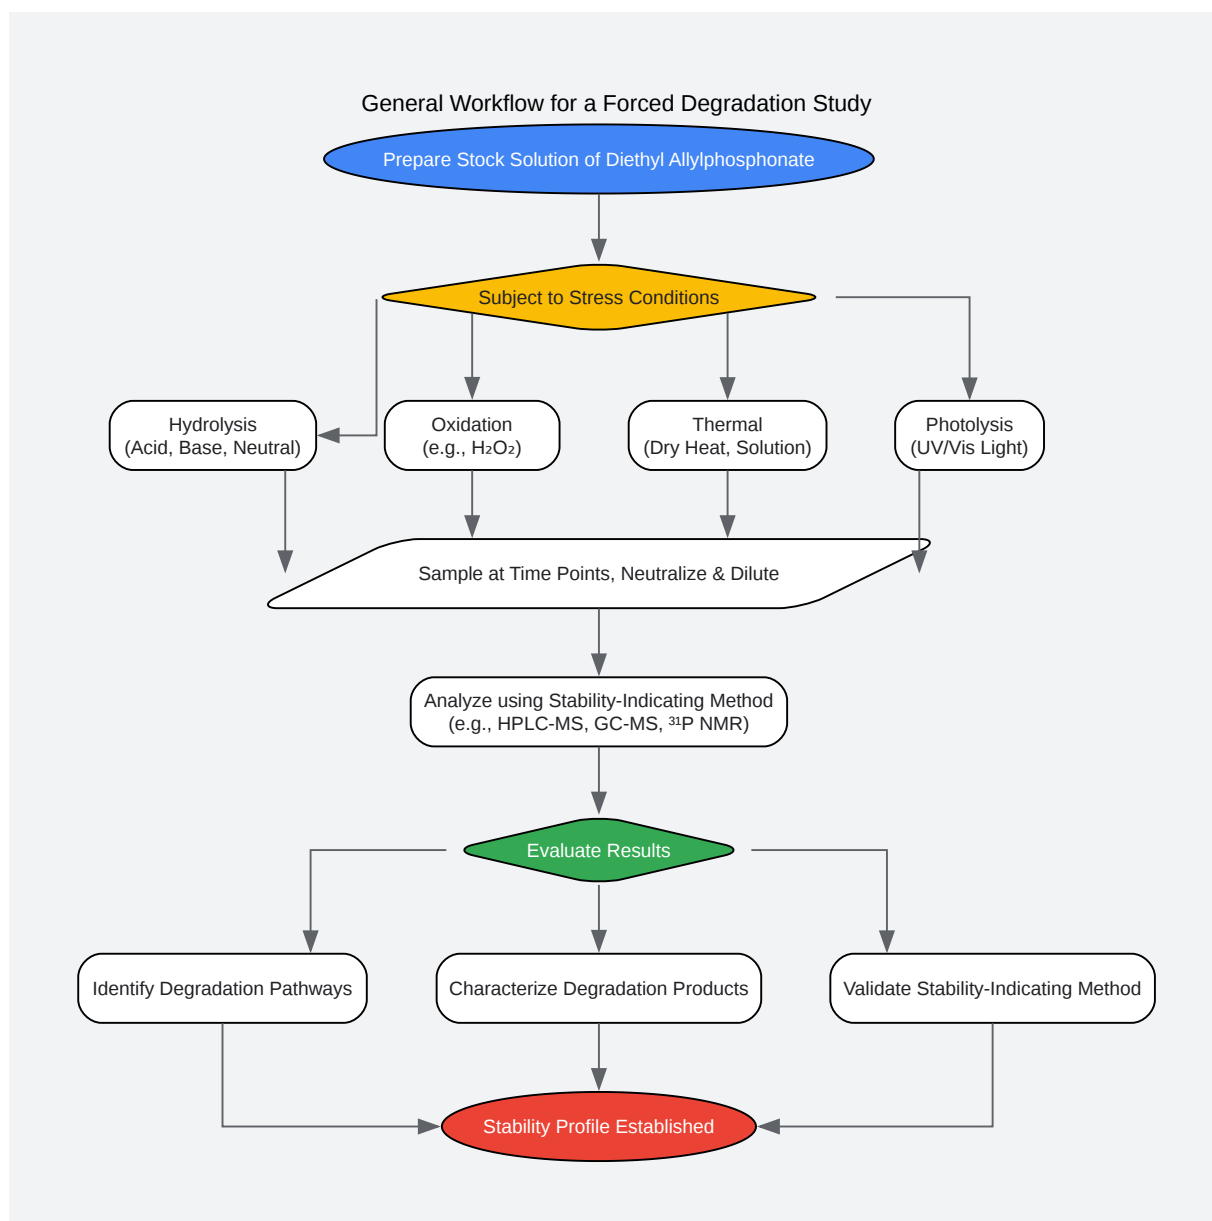 General Workflow for a Forced Degradation Study
Prepare Stock Solution of Diethyl Allylphosphonate
Subject to Stress Conditions
Hydrolysis
(Acid, Base, Neutral)
Oxidation
(e.g., H₂O₂)
Thermal
(Dry Heat, Solution)
Photolysis
(UV/Vis Light)
Sample at Time Points, Neutralize & Dilute
Analyze using Stability-Indicating Method
(e.g., HPLC-MS, GC-MS, ³¹P NMR)
Evaluate Results
Identify Degradation Pathways
Characterize Degradation Products
Validate Stability-Indicating Method
Stability Profile Established